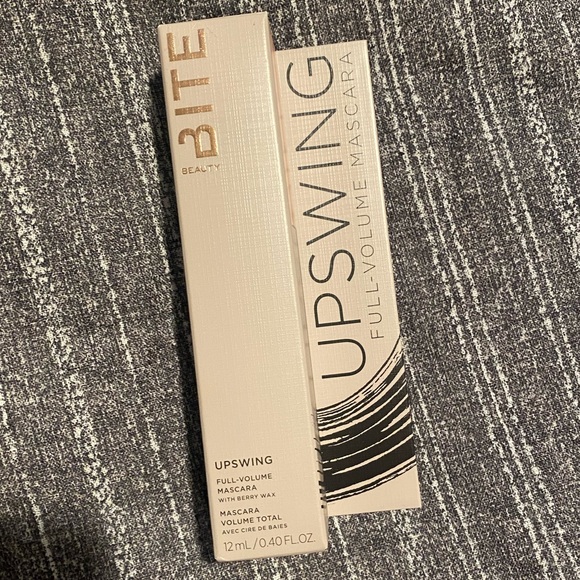 BITE
BEAUTY
UPSWING
FULL-VOLUME
MASCARA
WITH BERRY WAX
MASCARA
VOLUME TOTAL
AVEC CIRE DE BAIES
12 mL / 0.40 FL.OZ.
UPSWING
FULL-VOLUME MASCARA